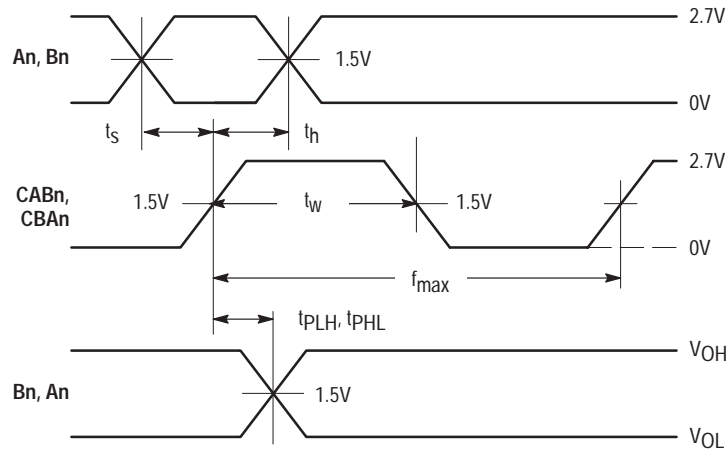 2.7V
An, Bn
1.5V
0V
ts
th
2.7V
CABn,
CBAn
1.5V
tw
1.5V
0V
fmax
tPLH, tPHL
VOH
Bn, An
1.5V
VOL